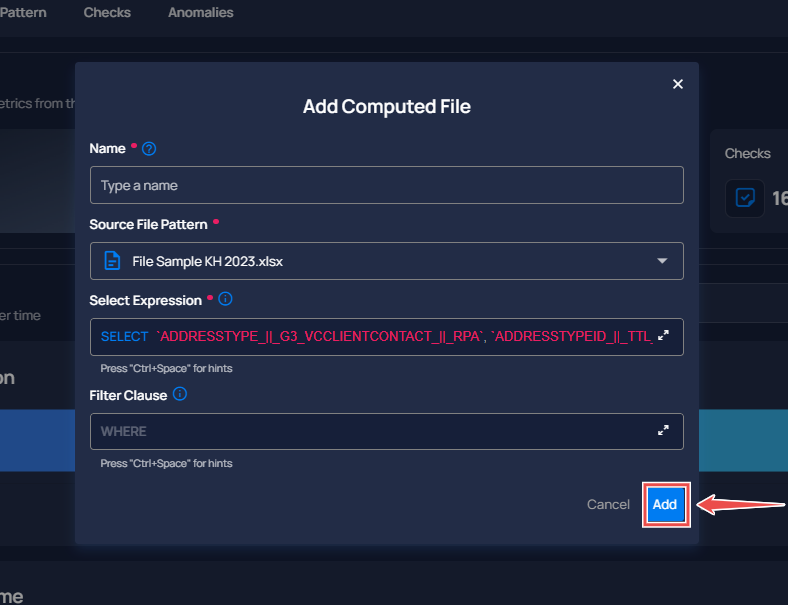 Pattern Checks Anomalies
etrics from th
Add Computed File
Name *
Type a name
Checks
16
Source File Pattern *
File Sample KH 2023.xlsx
Select Expression *
er time
SELECT `ADDRESSTYPE_||_G3_VCCLIENTCONTACT_||_RPA`, `ADDRESSTYPEID_||_TTL_
Press "Ctrl+Space" for hints
on
Filter Clause
WHERE
Press "Ctrl+Space" for hints
Cancel Add
me